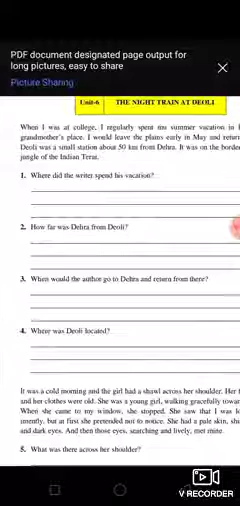 PDF document designated page output for
long pictures, easy to share
Picture Sharing
Unit-6 THE NIGHT TRAIN AT DEOLI
When I was at college, I regularly spent my summer vacation in
grandmother's place. I would leave the plains early in May and return
Deoli was a small station about 50 km from Dehra. It was on the border
jungle of the Indian Terai.
1. Where did the writer spend his vacation?
2. How far was Dehra from Deoli?
3. When would the author go to Dehra and return from there?
4. Where was Deoli located?
It was a cold morning and the girl had a shawl across her shoulder. Her
and her clothes were old. She was a young girl, walking gracefully towar
When she came to my window, she stopped. She saw that I was lo
intently, but at first she pretended not to notice. She had a pale skin, shi
and dark eyes. And then those eyes, searching and lively, met mine.
5. What was there across her shoulder?
V RECORDER